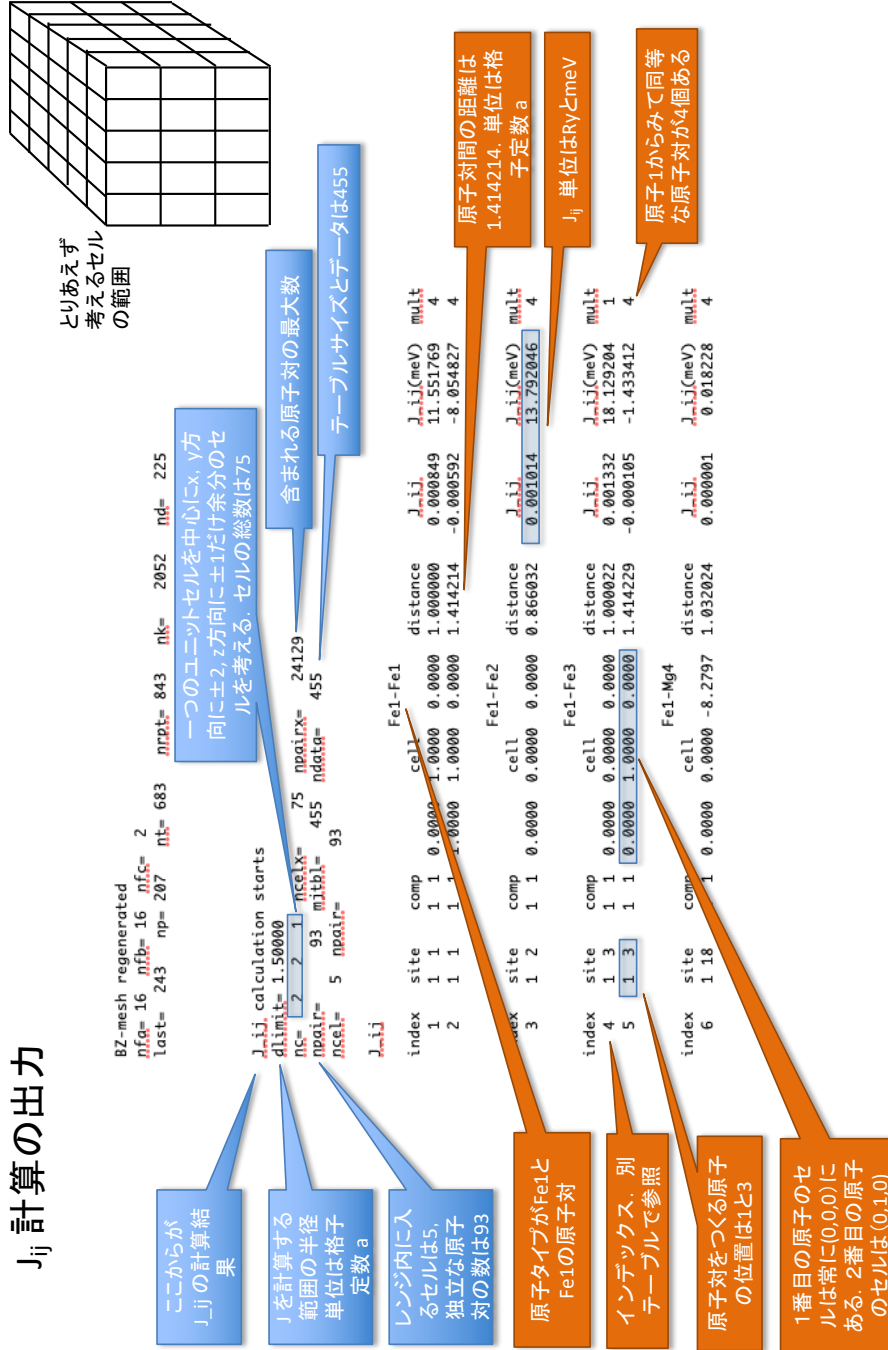 Jij 計算の出力
とりあえず
考えるセル
の範囲
BZ-mesh regenerated
nfa= 16 nfb= 16 nfc= 2
last= 243 np= 207 nt= 683 nrpt= 843 nk= 2052 nd= 225
J_ij calculation starts
dlimit= 1.50000
nc= 2 2 1 ncelx= 75 npairx= 24129
npair= 93 mjtbl= 455 ndata= 455
ncel= 5 npair= 93
J_ij
Fe1-Fe1
index site comp cell distance J_ij J_ij(meV) mult
1 1 1 1 1 0.0000 1.0000 0.0000 1.000000 0.000849 11.551769 4
2 1 1 1 1 1.0000 1.0000 0.0000 1.414214 -0.000592 -8.054827 4
Fe1-Fe2
index site comp cell distance J_ij J_ij(meV) mult
3 1 2 1 1 0.0000 0.0000 0.0000 0.866032 0.001014 13.792046 4
Fe1-Fe3
index site comp cell distance J_ij J_ij(meV) mult
4 1 3 1 1 0.0000 0.0000 0.0000 1.000022 0.001332 18.129204 1
5 1 3 1 1 0.0000 1.0000 0.0000 1.414229 -0.000105 -1.433412 4
Fe1-Mg4
index site comp cell distance J_ij J_ij(meV) mult
6 1 18 1 0.0000 0.0000 -8.2797 1.032024 0.000001 0.018228 4
ここからが
J_ij の計算結
果
J を計算する
範囲の半径
単位は格子
定数 a
レンジ内に入
るセルは5,
独立な原子
対の数は93
一つのユニットセルを中心にx, y方
向に±2, z方向に±1だけ余分のセ
ルを考える．セルの総数は75
含まれる原子対の最大数
テーブルサイズとデータは455
原子タイプがFe1と
Fe1の原子対
インデックス．別
テーブルで参照
原子対をつくる原子
の位置は1と3
1番目の原子のセ
ルは常に(0,0,0)に
ある．2番目の原子
のセルは(0,1,0)
原子対間の距離は
1.414214．単位は格
子定数 a
Jij 単位はRyとmeV
原子1からみて同等
な原子対が4個ある